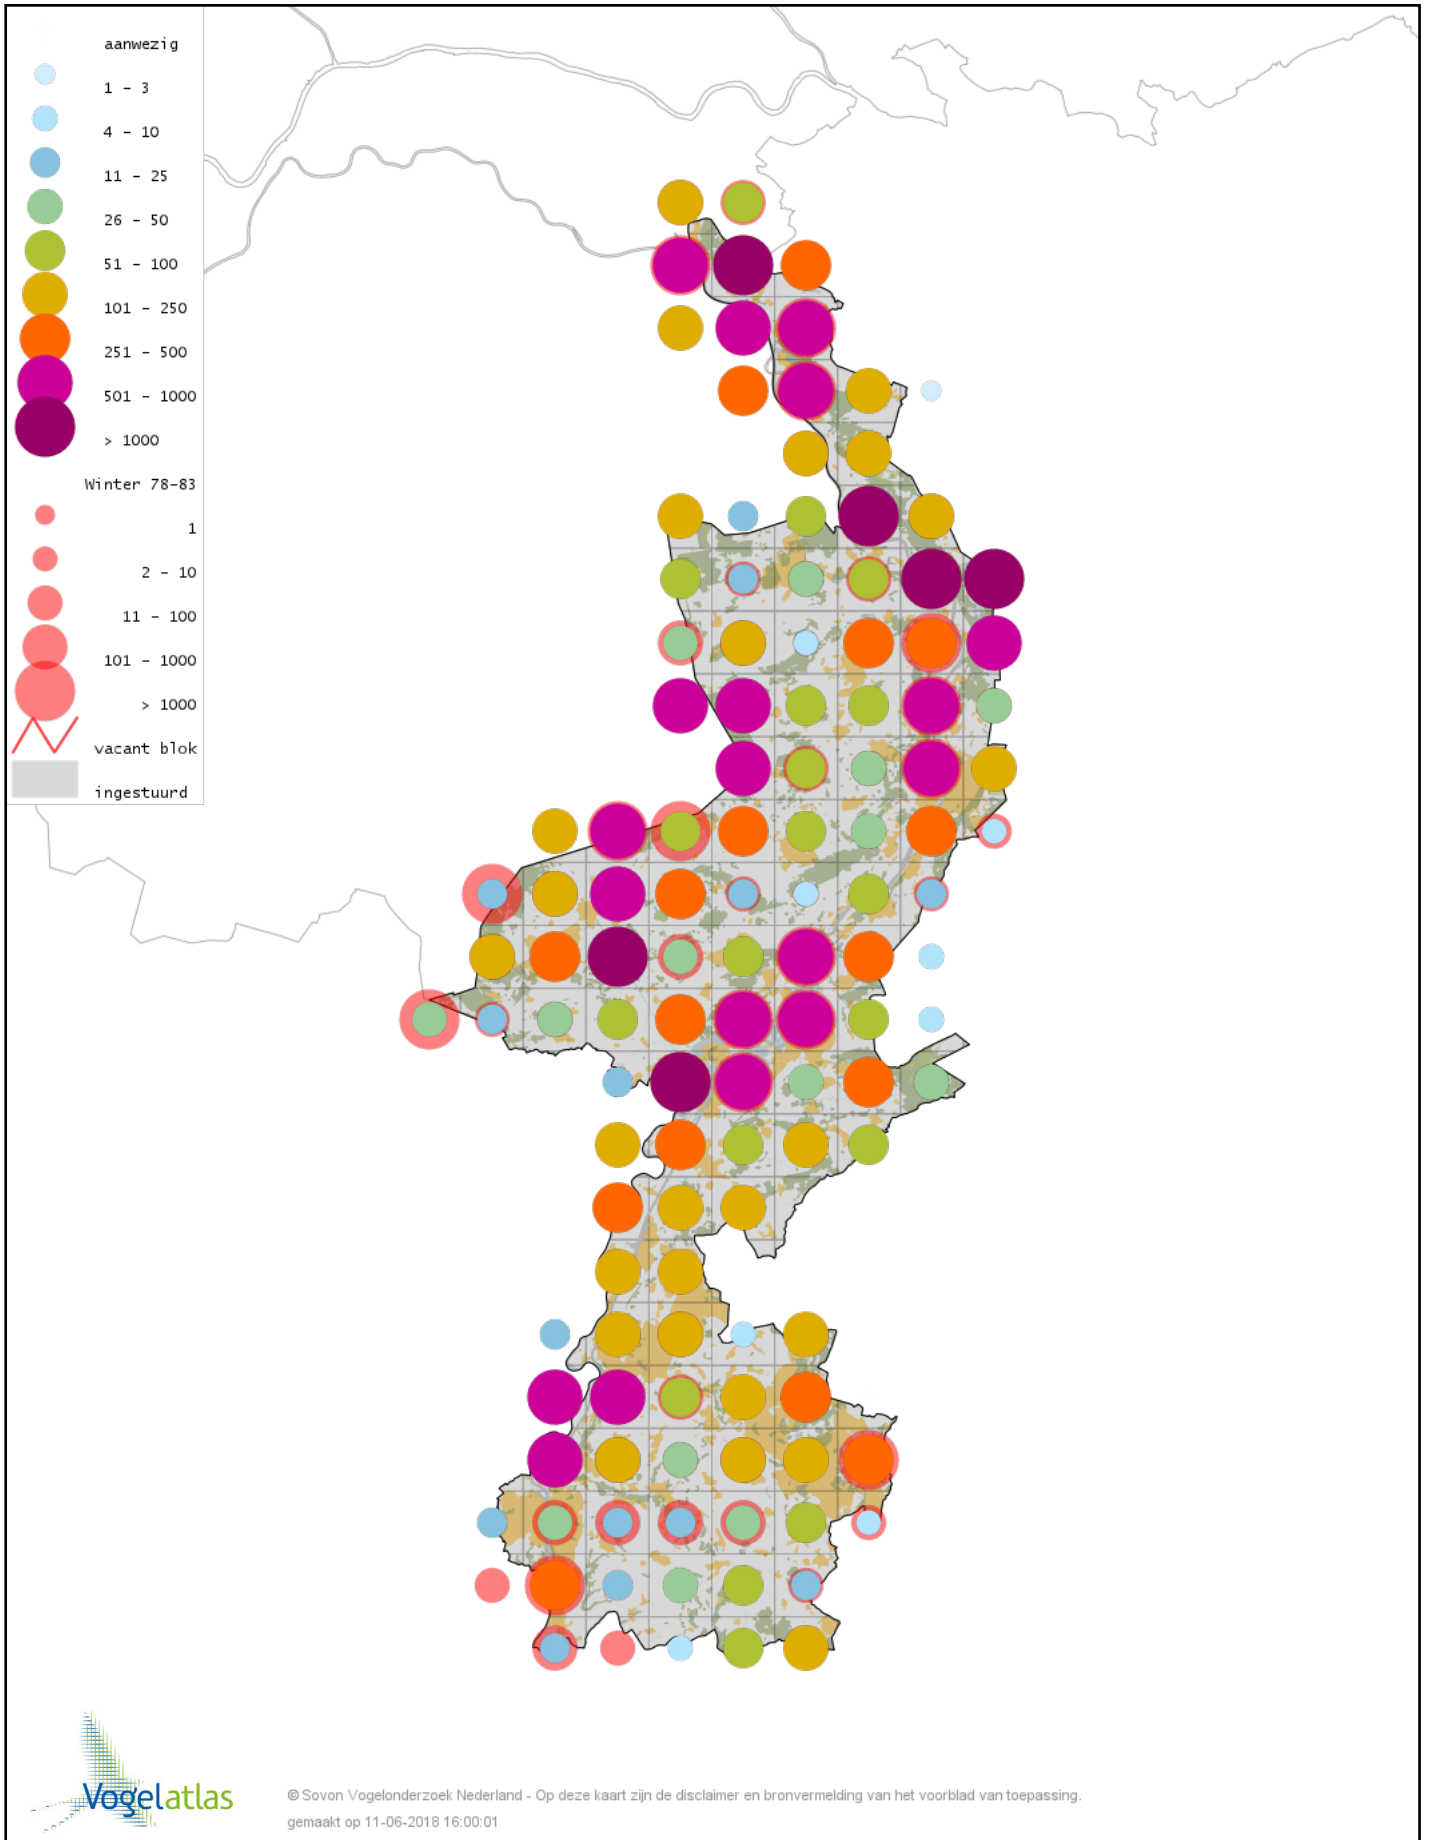 aanwezig
1 - 3
4 - 10
11 - 25
26 - 50
51 - 100
101 - 250
251 - 500
501 - 1000
> 1000
Winter 78-83
1
2 - 10
11 - 100
101 - 1000
> 1000
vacant blok
ingestuurd
Vogelatlas
© Sovon Vogelonderzoek Nederland - Op deze kaart zijn de disclaimer en bronvermelding van het voorblad van toepassing.
gemaakt op 11-06-2018 16:00:01